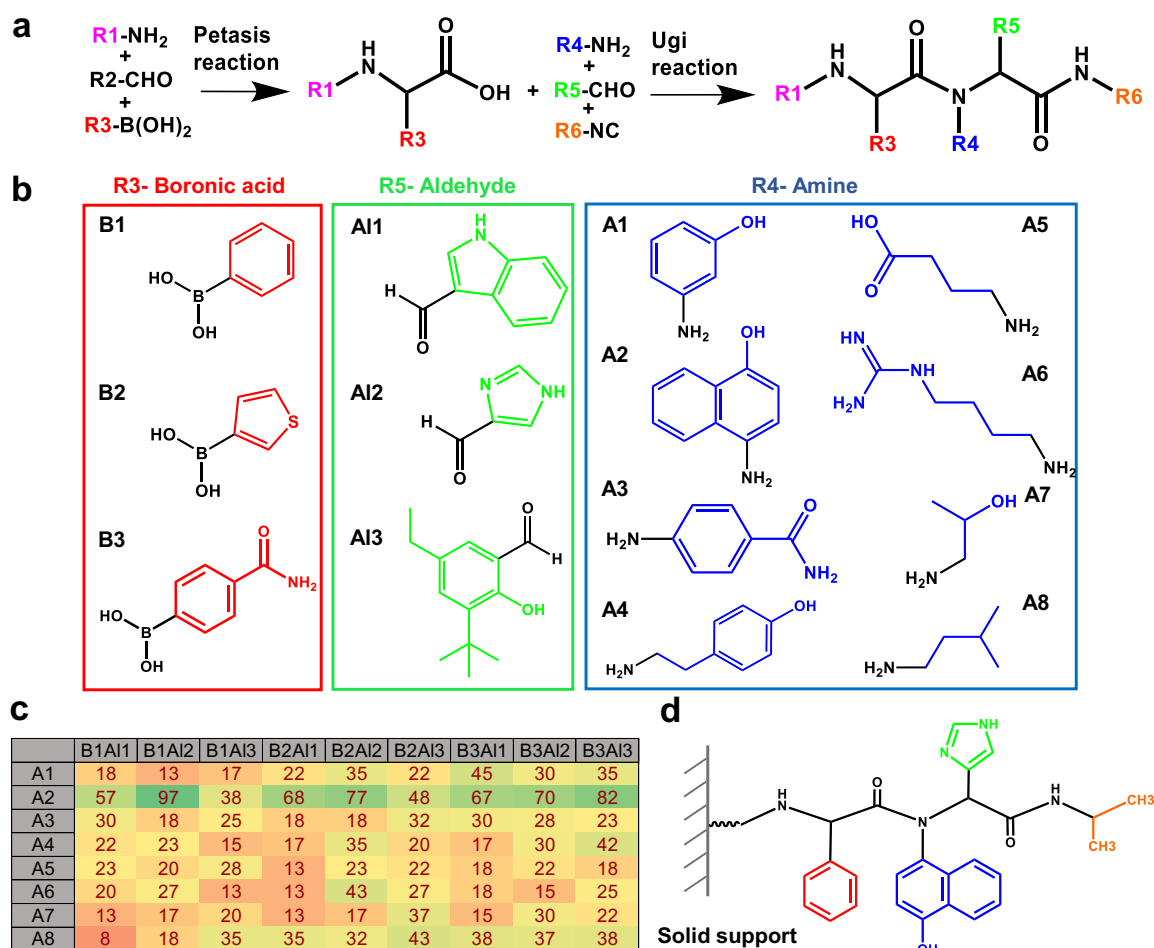 a
R1-NH2
+
R2-CHO
+
R3-B(OH)2
Petasis
reaction
H
N
R1
O
OH
R3
+
R4-NH2
+
R5-CHO
+
R6-NC
Ugi
reaction
R5
H
N
R1
O
R3
N
R4
O
H
N
R6
b
R3- Boronic acid
R5- Aldehyde
R4- Amine
B1
HO
B
OH
B2
HO
B
OH
S
B3
HO
B
OH
O
NH2
Al1
H
N
H
O
Al2
N
NH
H
O
Al3
O
H
OH
A1
OH
NH2
A2
OH
NH2
A3
H2N
O
NH2
A4
OH
H2N
A5
HO
O
NH2
A6
HN
NH
H2N
NH2
A7
OH
H2N
A8
H2N
c
B1Al1 B1Al2 B1Al3 B2Al1 B2Al2 B2Al3 B3Al1 B3Al2 B3Al3
A1 18 13 17 22 35 22 45 30 35
A2 57 97 38 68 77 48 67 70 82
A3 30 18 25 18 18 32 30 28 23
A4 22 23 15 17 35 20 17 30 42
A5 23 20 28 13 23 22 18 22 18
A6 20 27 13 13 43 27 18 15 25
A7 13 17 20 13 17 37 15 30 22
A8 8 18 35 35 32 43 38 37 38
d
NH
N
H
N
O
N
O
H
N
CH3
CH3
OH
Solid support